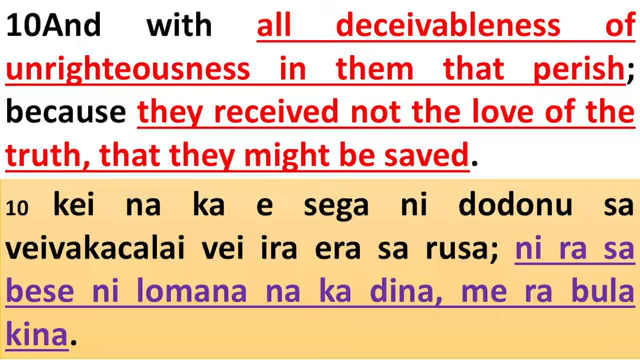 10And with all deceivableness of
unrighteousness in them that perish;
because they received not the love of the
truth, that they might be saved.
10 kei na ka e sega ni dodonu sa
veivakacalai vei ira era sa rusa; ni ra sa
bese ni lomana na ka dina, me ra bula
kina.